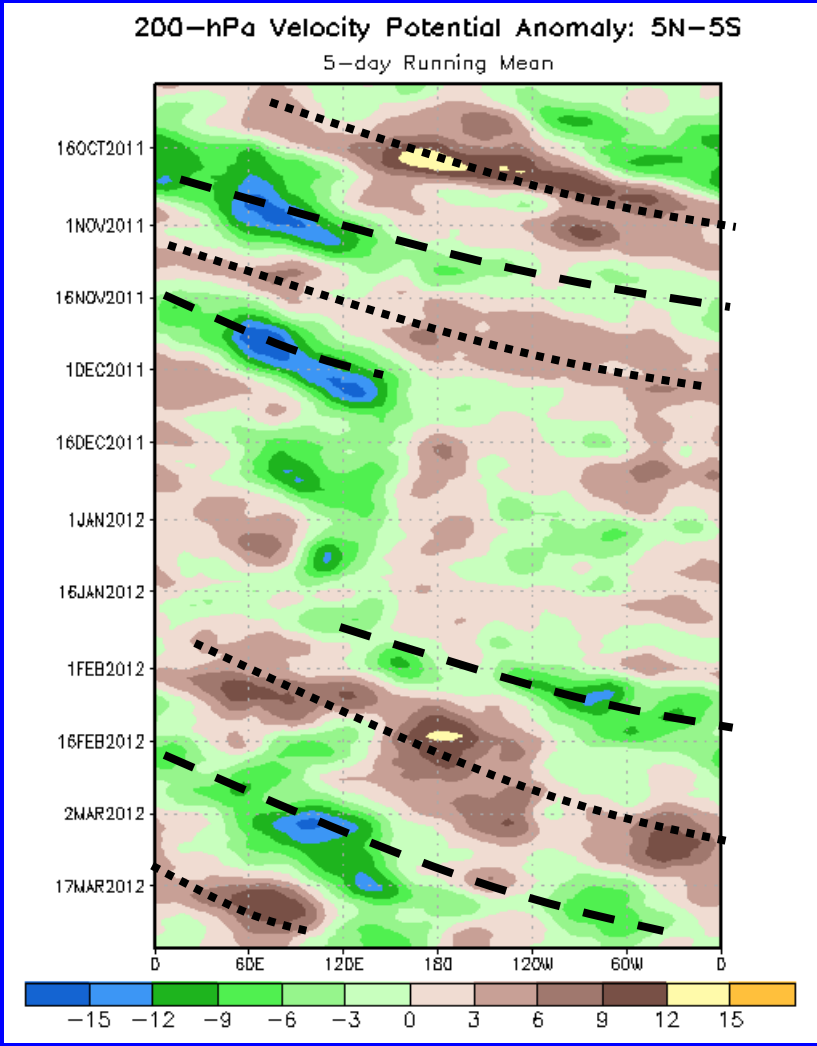 200-hPa Velocity Potential Anomaly: 5N-5S
5-day Running Mean
16OCT2011
1NOV2011
16NOV2011
1DEC2011
16DEC2011
1JAN2012
16JAN2012
1FEB2012
16FEB2012
2MAR2012
17MAR2012
0 60E 120E 180 120W 60W 0
-15 -12 -9 -6 -3 0 3 6 9 12 15